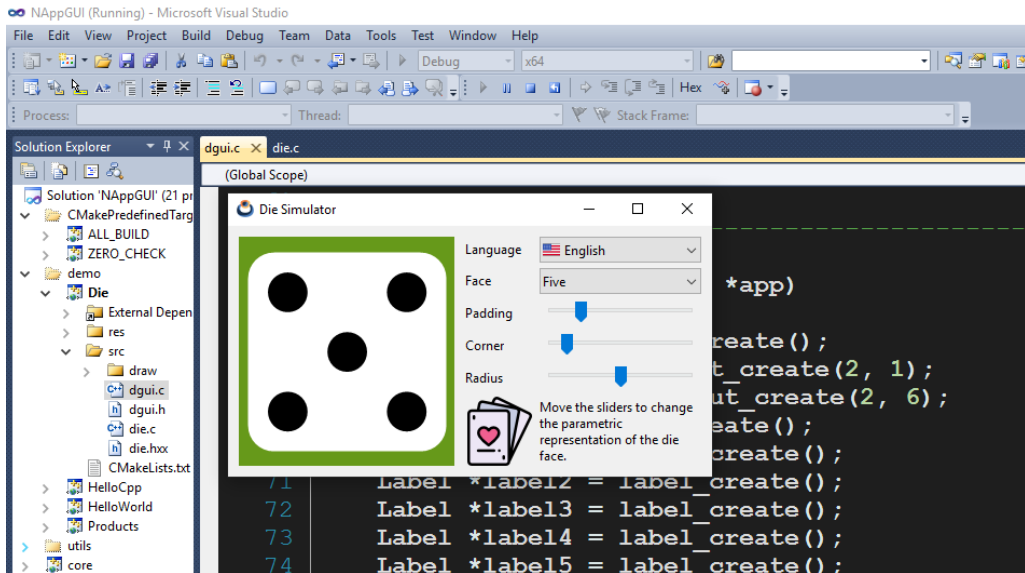 NAppGUI (Running) - Microsoft Visual Studio
File Edit View Project Build Debug Team Data Tools Test Window Help
Debug x64
Hex
Process: Thread: Stack Frame:
Solution Explorer
dgui.c die.c
(Global Scope)
Solution 'NAppGUI' (21 pr
CMakePredefinedTarg
ALL_BUILD
ZERO_CHECK
demo
Die
External Depen
res
src
draw
dgui.c
dgui.h
die.c
die.hxx
CMakeLists.txt
HelloCpp
HelloWorld
Products
utils
core
Die Simulator
Language English
Face Five
Padding
Corner
Radius
Move the sliders to change
the parametric
representation of the die
face.
*app)
reate();
t_create(2, 1);
ut_create(2, 6);
eate();
create();
71 Label *label2 = label_create();
72 Label *label3 = label_create();
73 Label *label4 = label_create();
74 Label *label5 = label_create();